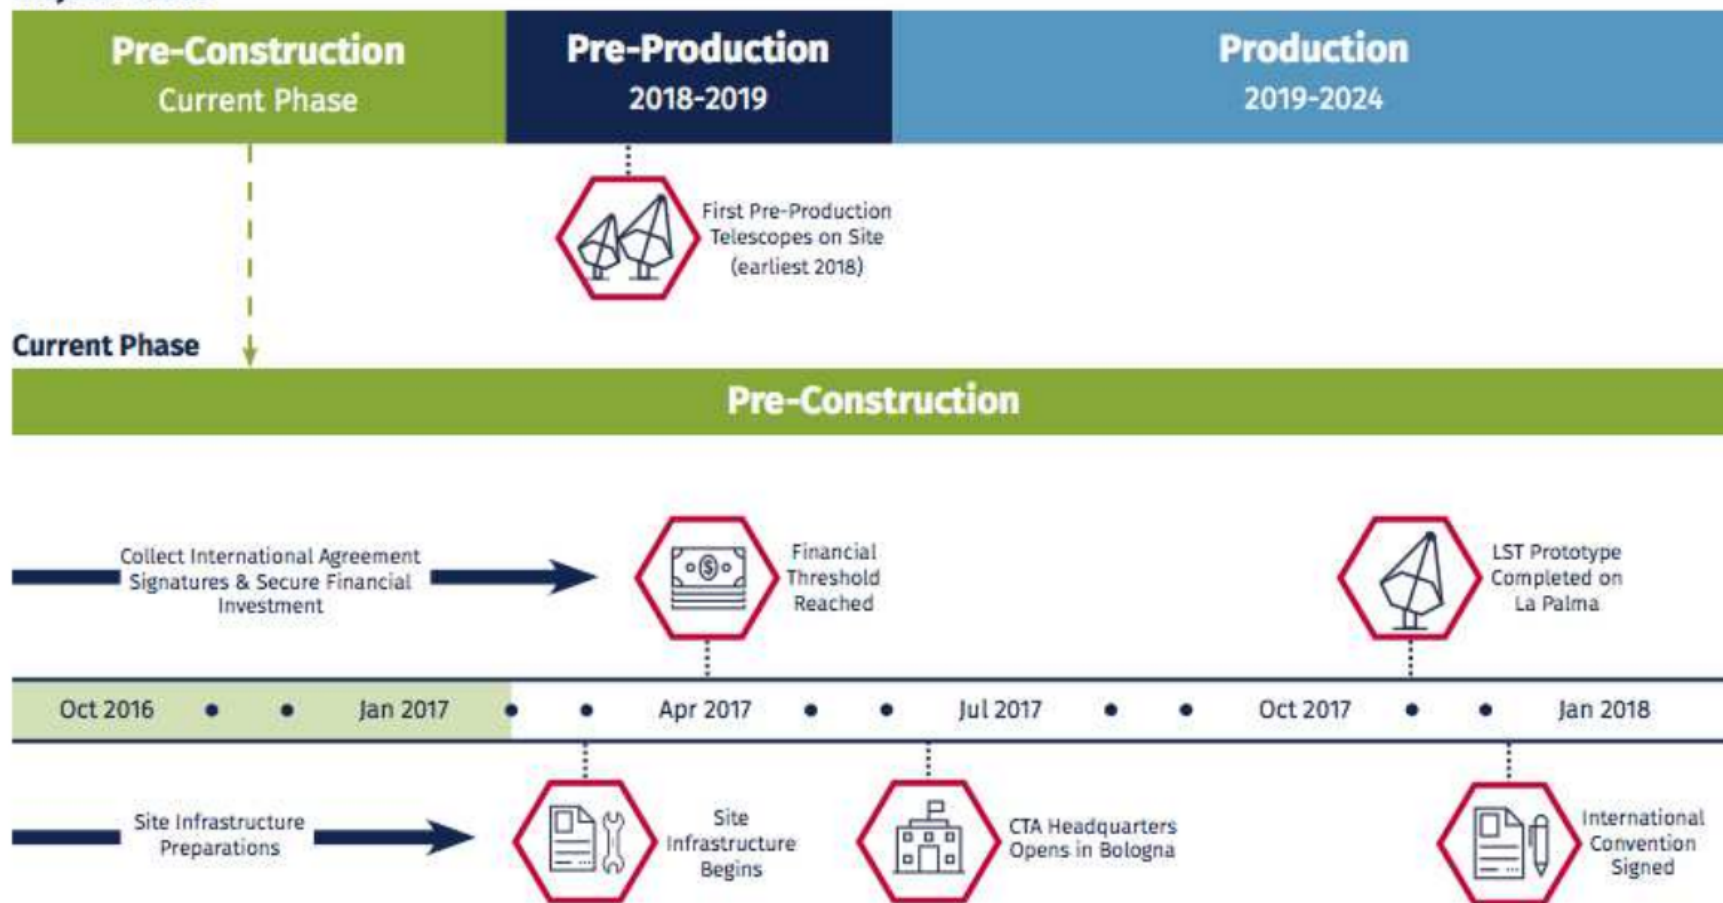 Pre-Construction
Current Phase
Pre-Production
2018-2019
Production
2019-2024
First Pre-Production
Telescopes on Site
(earliest 2018)
Current Phase
Pre-Construction
Collect International Agreement
Signatures & Secure Financial
Investment
Financial
Threshold
Reached
LST Prototype
Completed on
La Palma
Oct 2016
Jan 2017
Apr 2017
Jul 2017
Oct 2017
Jan 2018
Site Infrastructure
Preparations
Site
Infrastructure
Begins
CTA Headquarters
Opens in Bologna
International
Convention
Signed